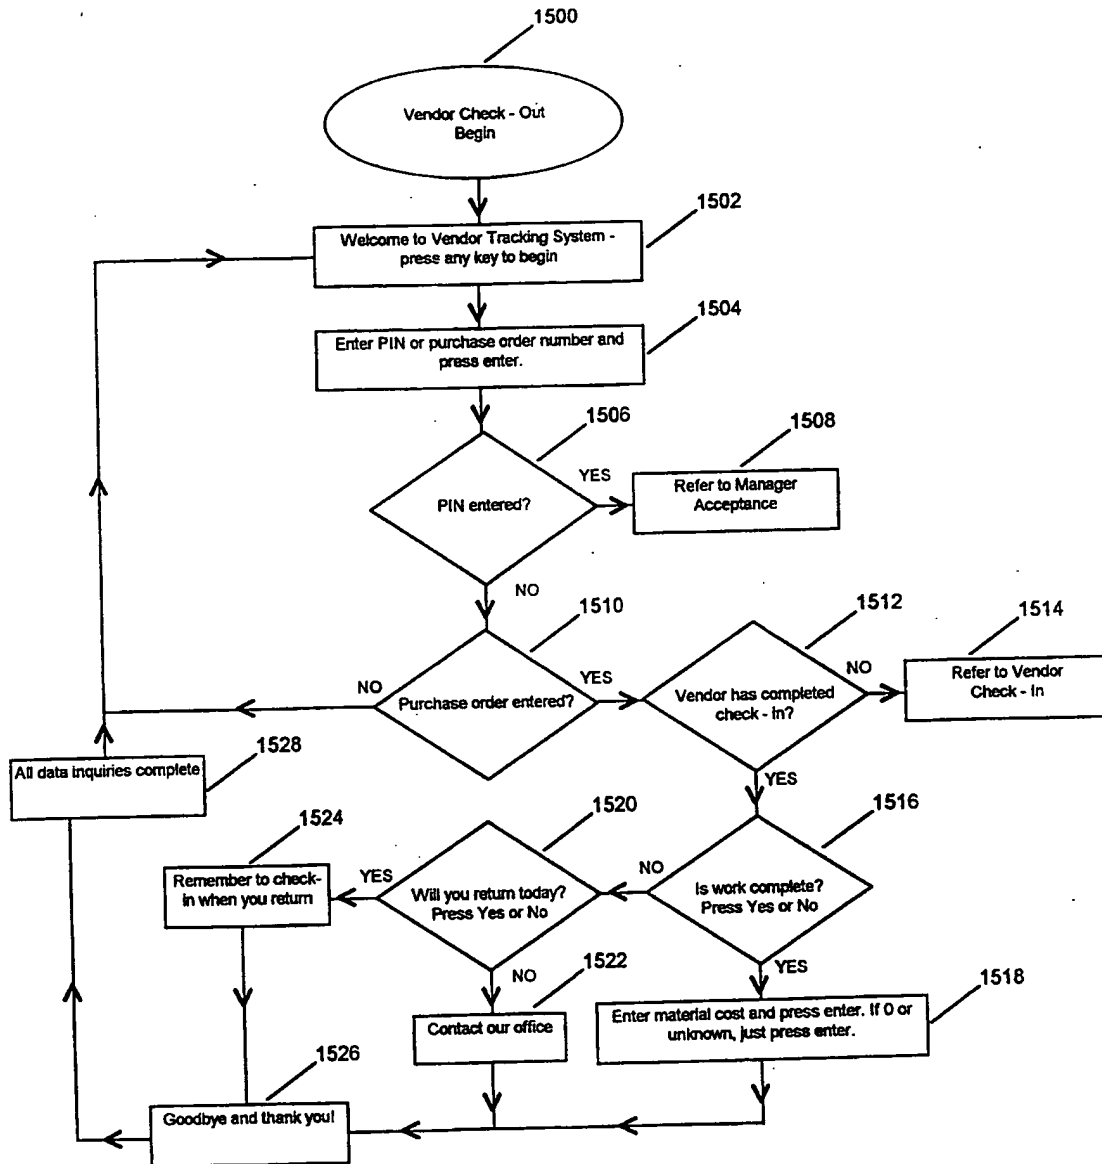 1500
Vendor Check - Out
Begin
1502
Welcome to Vendor Tracking System -
press any key to begin
1504
Enter PIN or purchase order number and
press enter.
1506
1508
YES
Refer to Manager
Acceptance
PIN entered?
NO
1510
1512
1514
NO
YES
NO
Refer to Vendor
Check - In
Purchase order entered?
Vendor has completed
check - in?
1528
All data inquiries complete
YES
1524
1520
1516
Remember to check-
in when you return
YES
NO
Will you return today?
Press Yes or No
Is work complete?
Press Yes or No
1522
NO
YES
1518
Contact our office
Enter material cost and press enter. If 0 or
unknown, just press enter.
1526
Goodbye and thank you!